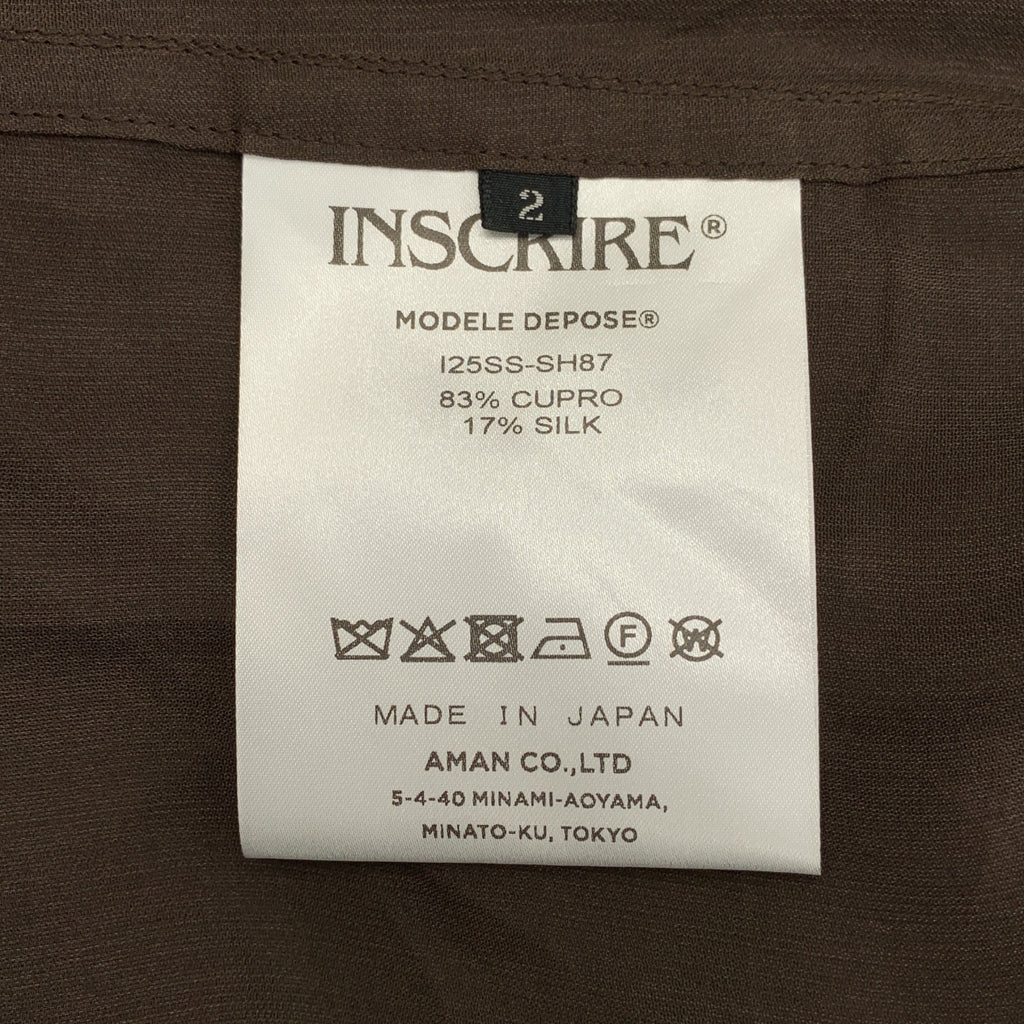 2
INSCRIRE®
MODELE DEPOSE®
I25SS-SH87
83% CUPRO
17% SILK
F W
MADE IN JAPAN
AMAN CO.,LTD
5-4-40 MINAMI-AOYAMA,
MINATO-KU, TOKYO